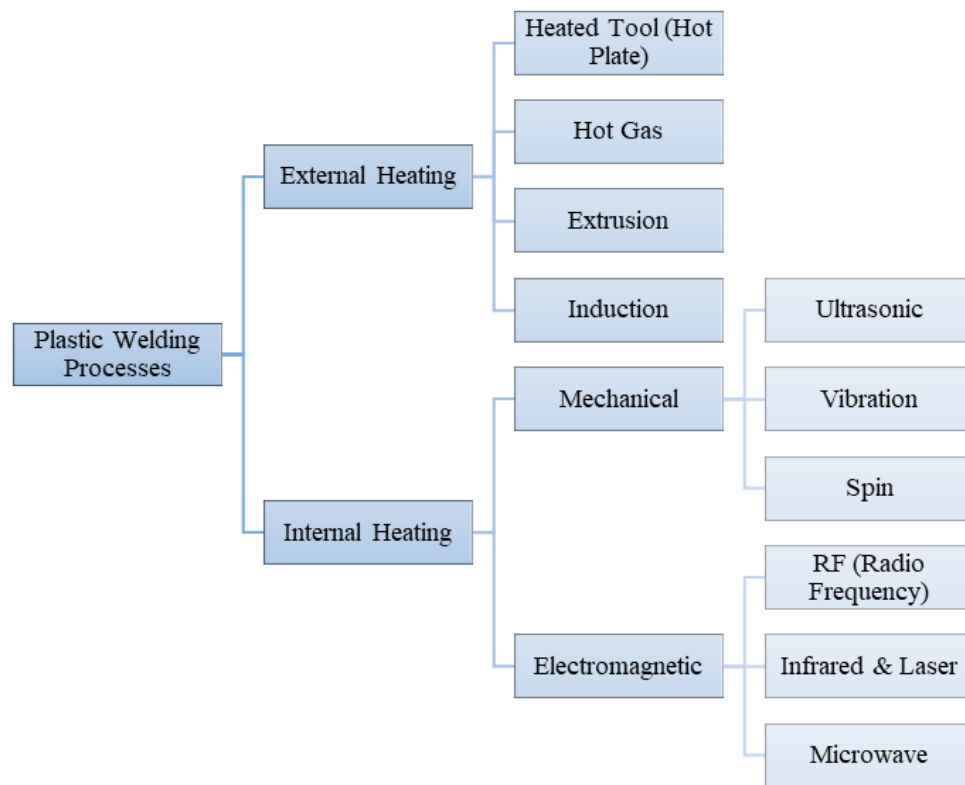 Plastic Welding
Processes
External Heating
Heated Tool (Hot
Plate)
Hot Gas
Extrusion
Induction
Internal Heating
Mechanical
Ultrasonic
Vibration
Spin
Electromagnetic
RF (Radio
Frequency)
Infrared & Laser
Microwave